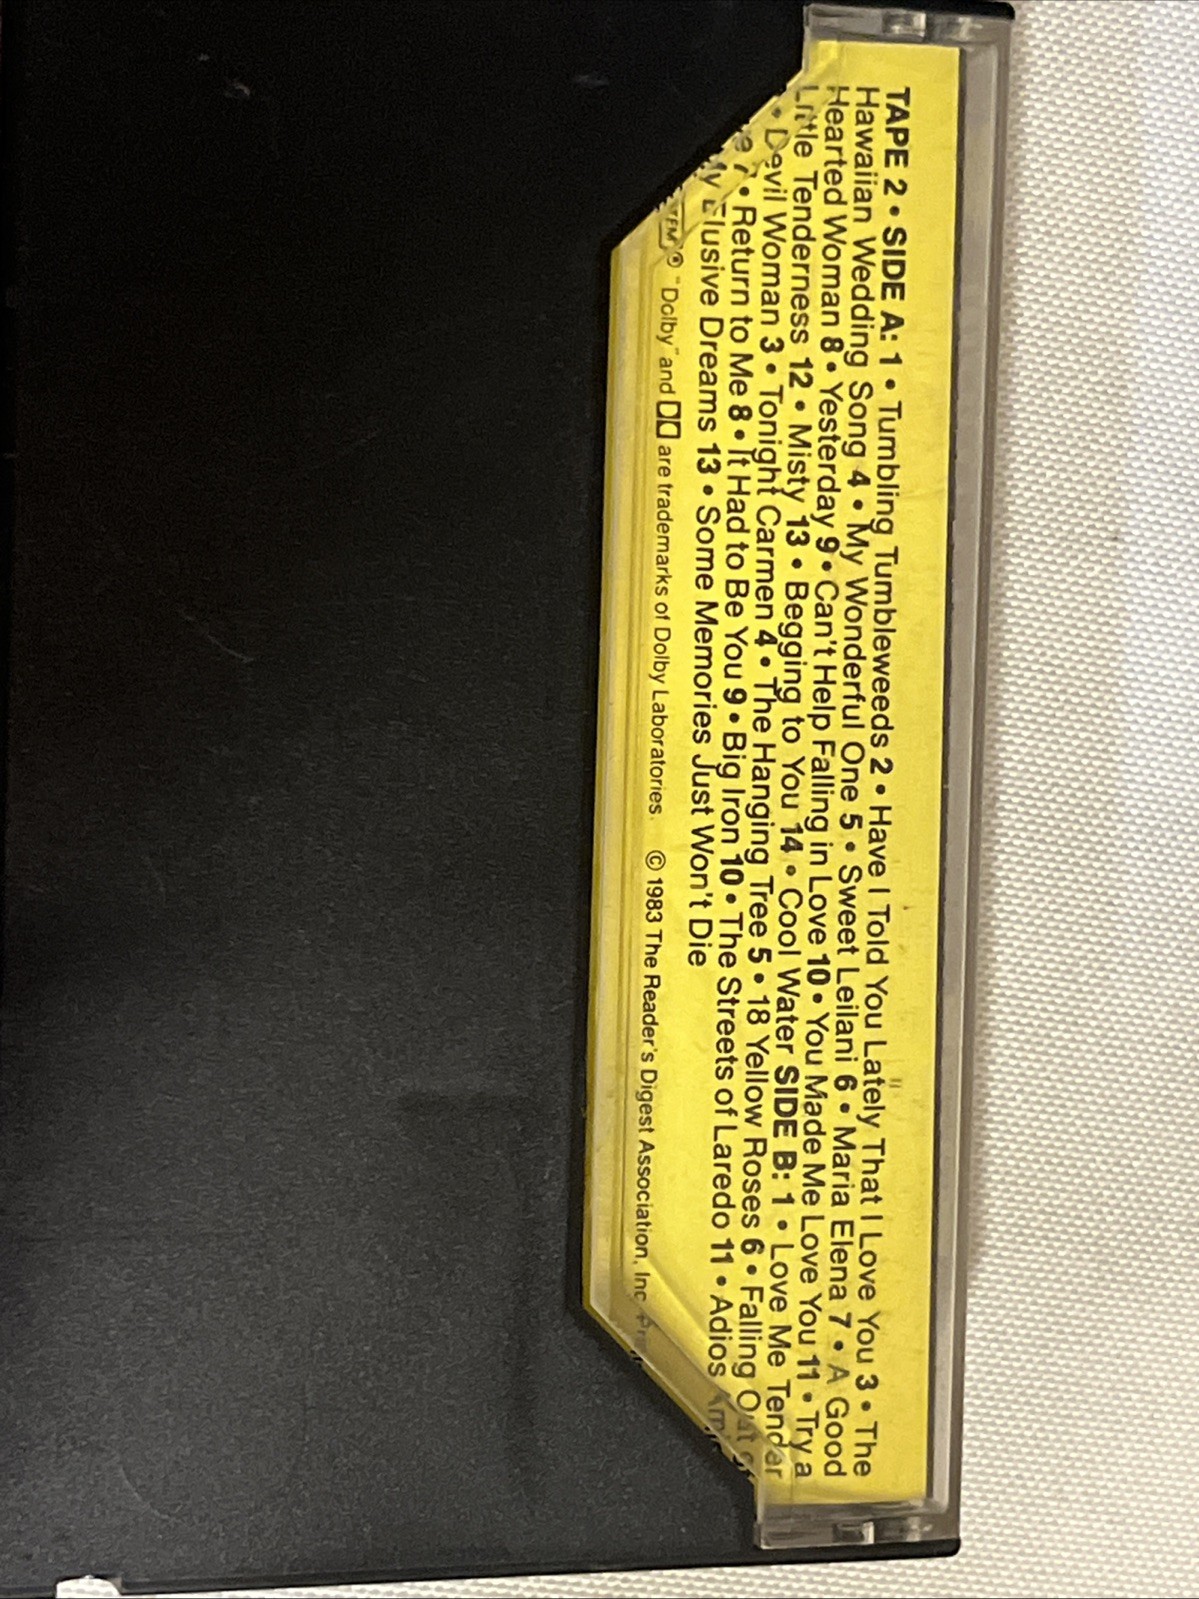 TAPE 2 • SIDE A: 1 • Tumbling Tumbleweeds 2 • Have I Told You Lately That I Love You 3 • The
Hawaiian Wedding Song 4 • My Wonderful One 5 • Sweet Leilani 6 • Maria Elena 7 • A Good
Hearted Woman 8 • Yesterday 9 • Can't Help Falling in Love 10 • You Made Me Love You 11 • Try a
Little Tenderness 12 • Misty 13 • Begging to You 14 • Cool Water SIDE B: 1 • Love Me Tender
• Devil Woman 3 • Tonight Carmen 4 • The Hanging Tree 5 • 18 Yellow Roses 6 • Falling Out of
7 • Return to Me 8 • It Had to Be You 9 • Big Iron 10 • The Streets of Laredo 11 • Adios
My Elusive Dreams 13 • Some Memories Just Won't Die
"Dolby" and are trademarks of Dolby Laboratories. © 1983 The Reader's Digest Association, Inc.